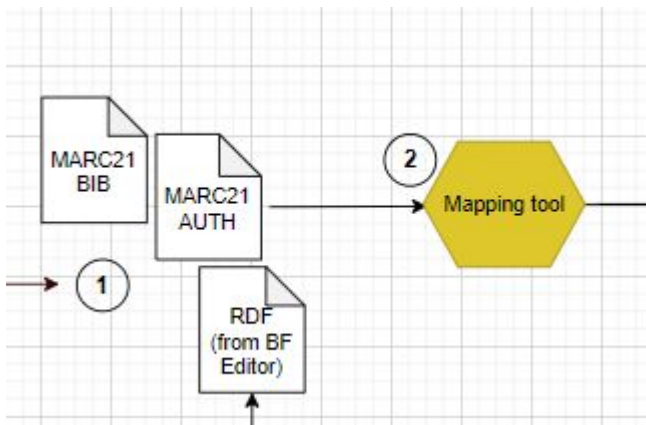 MARC21
BIB
MARC21
AUTH
2
Mapping tool
1
RDF
(from BF
Editor)